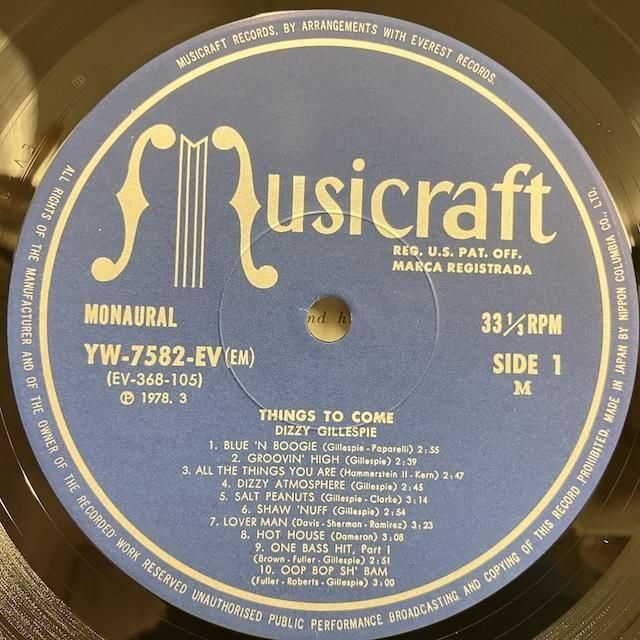 MUSICRAFT RECORDS, BY ARRANGEMENTS WITH EVEREST RECORDS.
Musicraft
REG. U.S. PAT. OFF.
MARCA REGISTRADA
MONAURAL
33 1/3 RPM
YW-7582-EV (EM)
SIDE 1
(EV-368-105)
M
Ⓟ 1978. 3
nd h
THINGS TO COME
DIZZY GILLESPIE
1. BLUE 'N BOOGIE (Gillespie - Paparelli) 2:55
2. GROOVIN' HIGH (Gillespie) 2:39
3. ALL THE THINGS YOU ARE (Hammerstein II - Kern) 2:47
4. DIZZY ATMOSPHERE (Gillespie) 2:45
5. SALT PEANUTS (Gillespie - Clarke) 3:14
6. SHAW 'NUFF (Gillespie) 2:54
7. LOVER MAN (Davis - Sherman - Ramirez) 3:23
8. HOT HOUSE (Dameron) 3:08
9. ONE BASS HIT, Part 1
(Brown - Fuller - Gillespie) 2:51
10. OOP BOP SH' BAM
(Fuller - Roberts - Gillespie) 3:00
ALL RIGHTS OF THE MANUFACTURER AND OF THE OWNER OF THE RECORDED WORK RESERVED UNAUTHORISED PUBLIC PERFORMANCE BROADCASTING AND COPYING OF THIS RECORD PROHIBITED. MADE IN JAPAN BY NIPPON COLUMBIA CO., LTD.